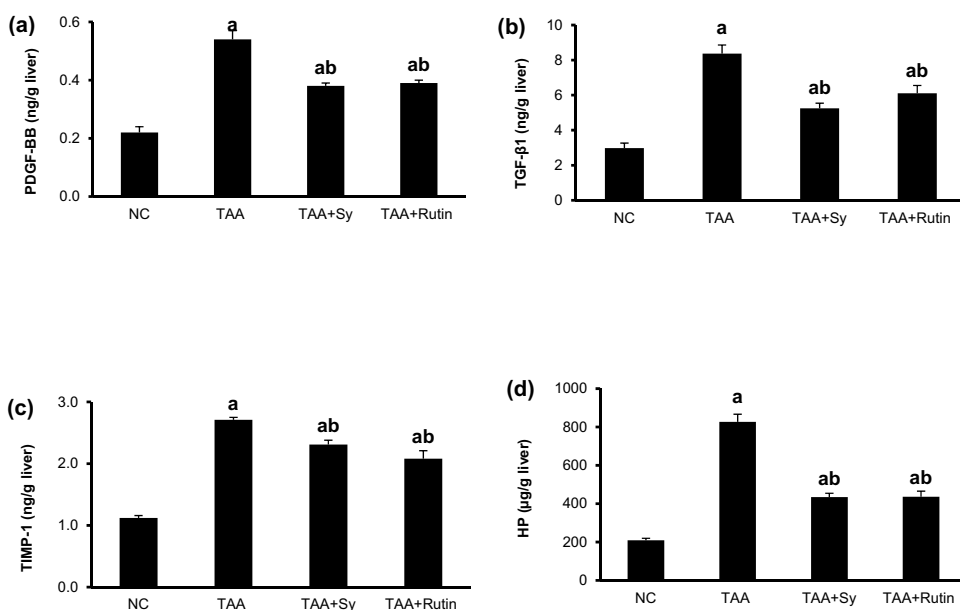 (a)
PDGF-BB (ng/g liver)
0.6
0.4
0.2
0.0
a
ab
ab
NC TAA TAA+Sy TAA+Rutin
(b)
TGF-β1 (ng/g liver)
10
8
6
4
2
0
a
ab
ab
NC TAA TAA+Sy TAA+Rutin
(c)
TIMP-1 (ng/g liver)
3.0
2.0
1.0
0.0
a
ab
ab
NC TAA TAA+Sy TAA+Rutin
(d)
HP (µg/g liver)
1000
800
600
400
200
0
a
ab
ab
NC TAA TAA+Sy TAA+Rutin